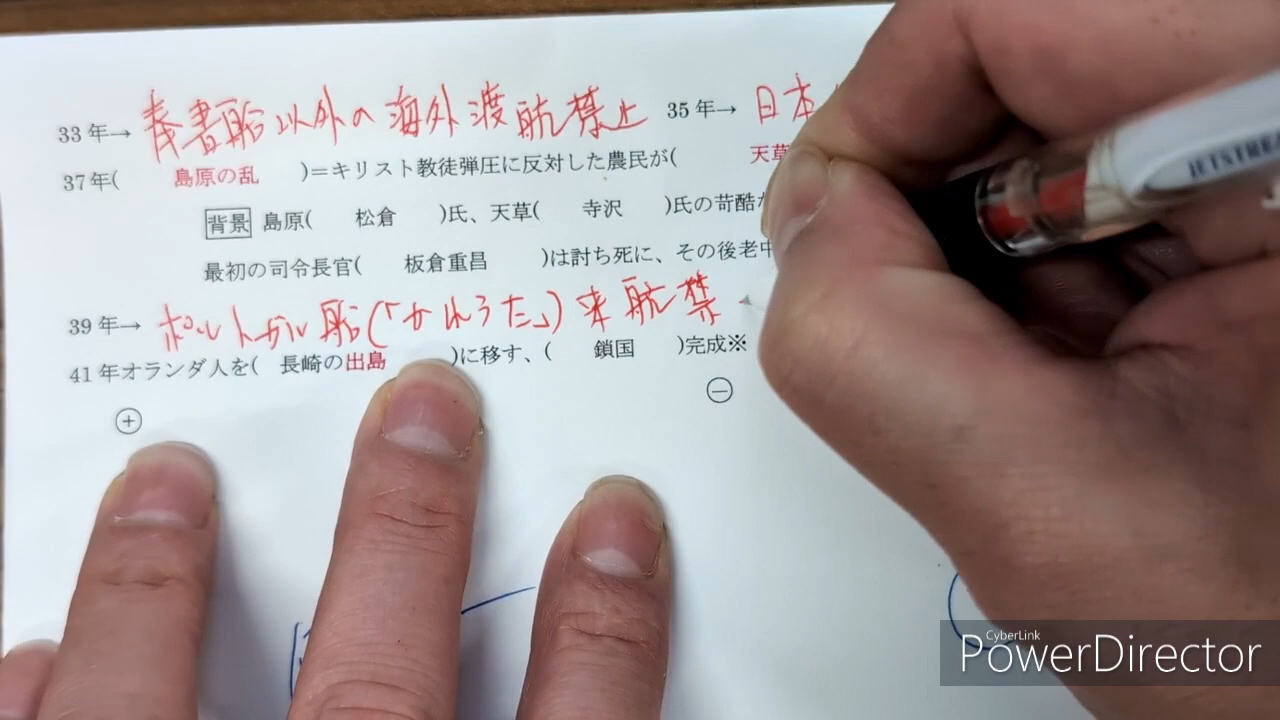 33年→ 奉書船以外の海外渡航禁止 35年→ 日本
37年( 島原の乱 )＝キリスト教徒弾圧に反対した農民が( 天草
背景 島原( 松倉 )氏、天草( 寺沢 )氏の苛酷
最初の司令長官( 板倉重昌 )は討ち死に、その後老中
39年→ ポルトガル船(「かれうた」)来航禁
41年オランダ人を( 長崎の出島 )に移す、( 鎖国 )完成※
⊕ ⊖
JETSTREA
CyberLink
PowerDirector